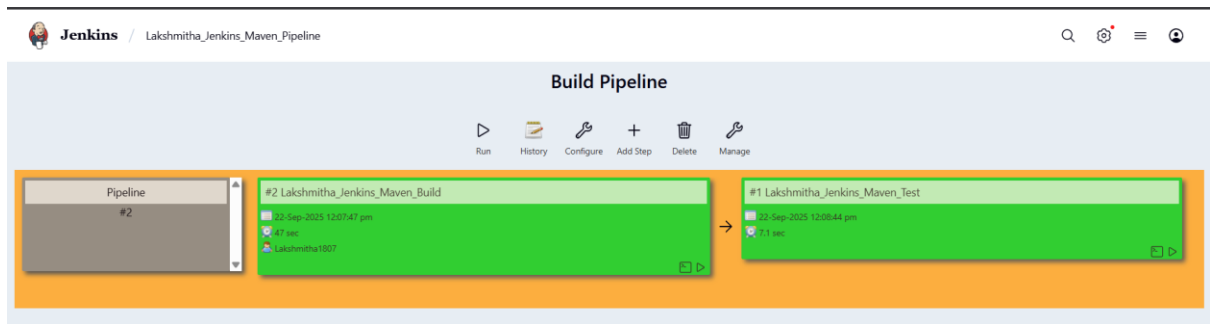 Jenkins / Lakshmitha_Jenkins_Maven_Pipeline
Build Pipeline
Run History Configure Add Step Delete Manage
Pipeline
#2
#2 Lakshmitha_Jenkins_Maven_Build
22-Sep-2025 12:07:47 pm
47 sec
Lakshmitha1807
#1 Lakshmitha_Jenkins_Maven_Test
22-Sep-2025 12:08:44 pm
7.1 sec